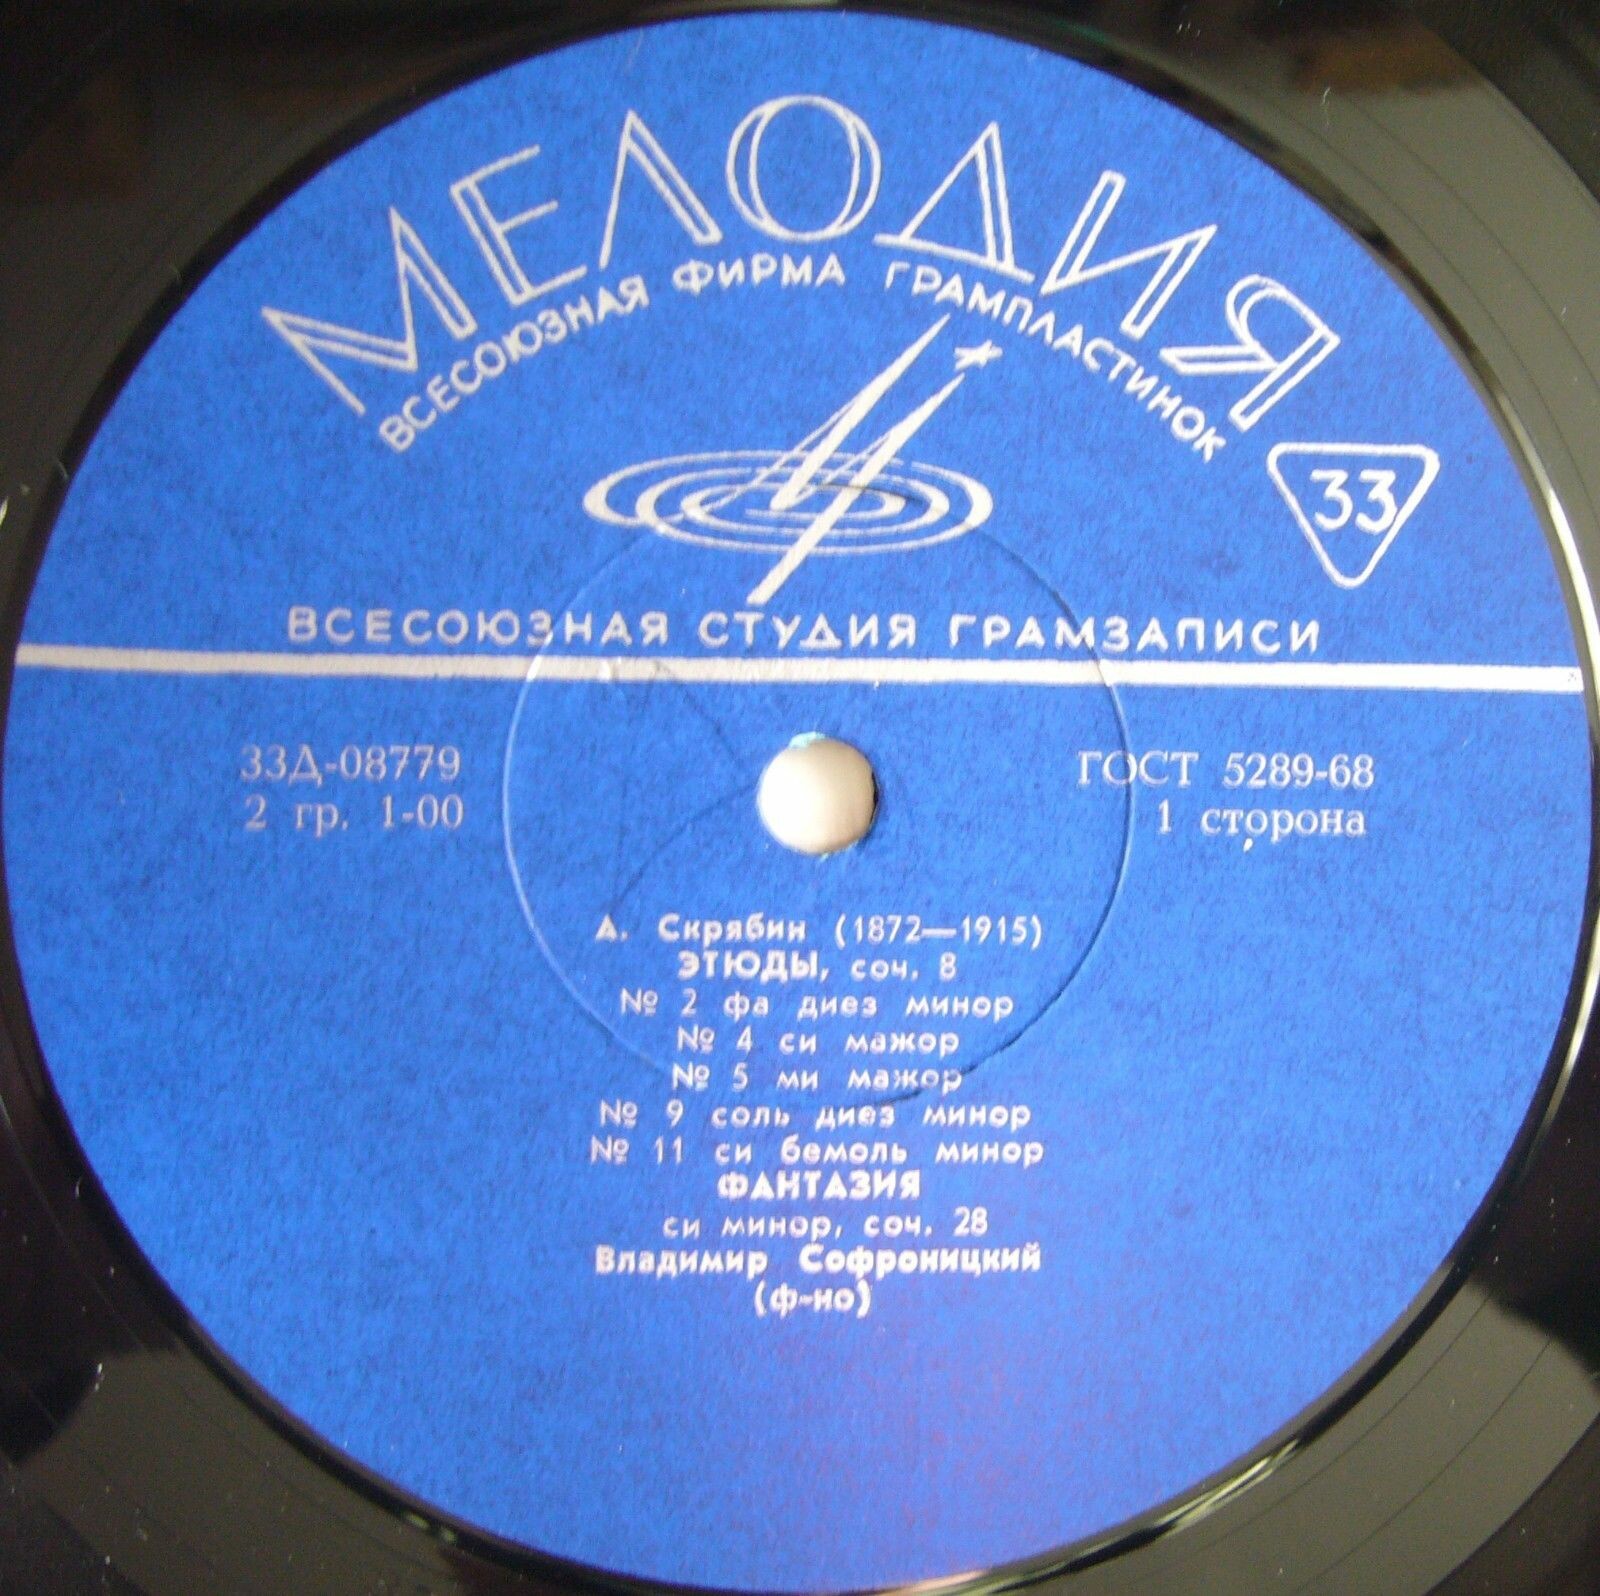 МЕЛОДИЯ
ВСЕСОЮЗНАЯ ФИРМА ГРАМПЛАСТИНОК
33
ВСЕСОЮЗНАЯ СТУДИЯ ГРАМЗАПИСИ
33Д-08779
2 гр. 1-00
ГОСТ 5289-68
1 сторона
А. Скрябин (1872—1915)
ЭТЮДЫ, соч. 8
№ 2 фа диез минор
№ 4 си мажор
№ 5 ми мажор
№ 9 соль диез минор
№ 11 си бемоль минор
ФАНТАЗИЯ
си минор, соч. 28
Владимир Софроницкий
(ф-но)